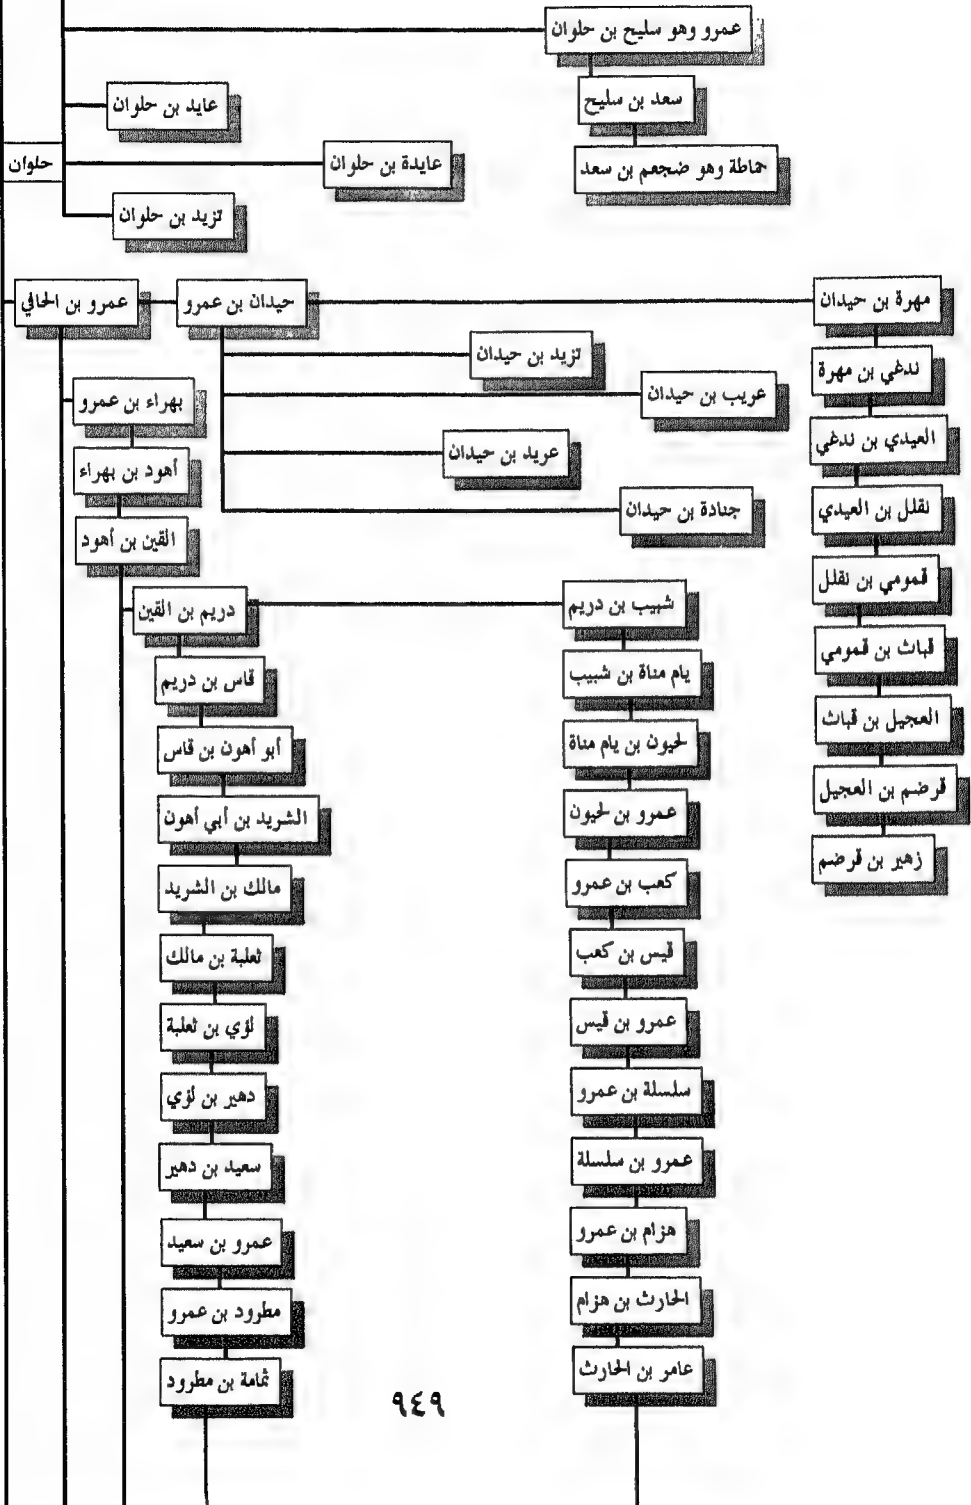 عمرو وهو سليح بن حلوان
سعد بن سليح
حماطة وهو ضجعم بن سعد
عايد بن حلوان
عايدة بن حلوان
حلوان
تزيد بن حلوان
عمرو بن الحافي
حيدان بن عمرو
مهرة بن حيدان
تزيد بن حيدان
عريب بن حيدان
عريد بن حيدان
جنادة بن حيدان
ندغي بن مهرة
العيدي بن ندغي
نقلل بن العيدي
قمومي بن نقلل
قباث بن قمومي
العجيل بن قباث
قرضم بن العجيل
زهير بن قرضم
بهراء بن عمرو
أهود بن بهراء
القين بن أهود
دريم بن القين
شبيب بن دريم
يام مناة بن شبيب
لحيون بن يام مناة
عمرو بن لحيون
كعب بن عمرو
قيس بن كعب
عمرو بن قيس
سلسلة بن عمرو
عمرو بن سلسلة
هزام بن عمرو
الحارث بن هزام
عامر بن الحارث
قاس بن دريم
أبو أهون بن قاس
الشريد بن أبي أهون
مالك بن الشريد
ثعلبة بن مالك
لؤي بن ثعلبة
دهير بن لؤي
سعيد بن دهير
عمرو بن سعيد
مطرود بن عمرو
ثمامة بن مطرود
٩٤٩